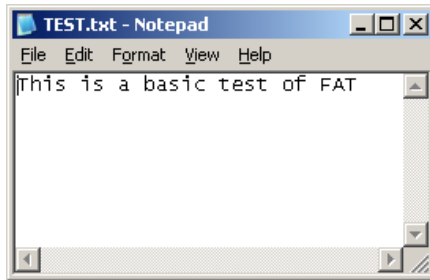 TEST.txt - Notepad
File Edit Format View Help
This is a basic test of FAT